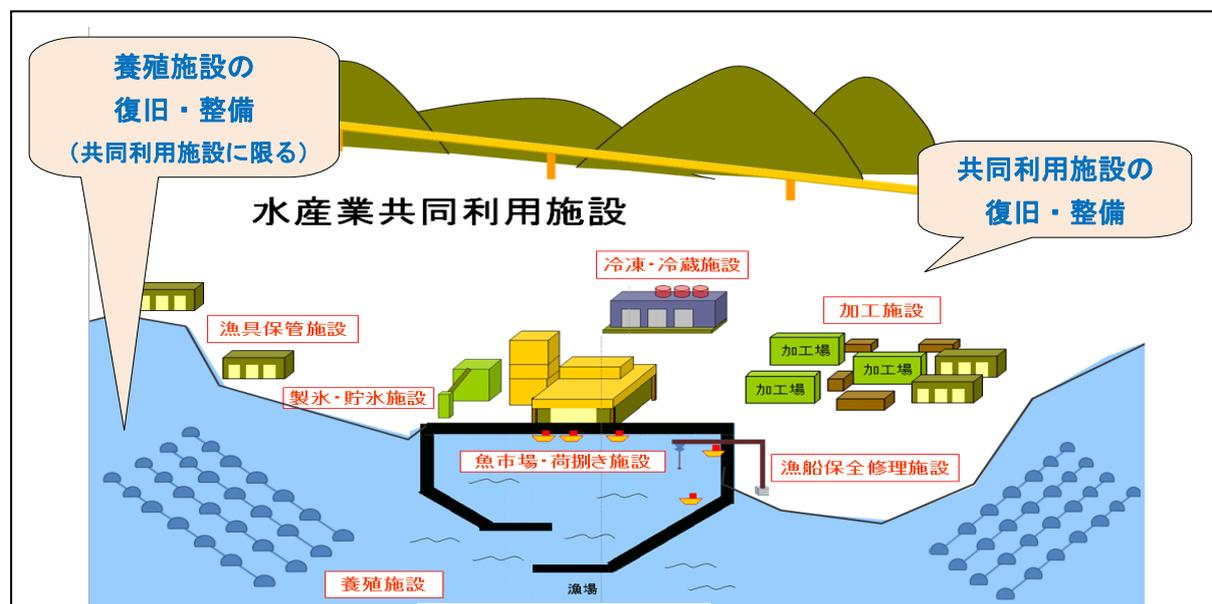 養殖施設の
復旧・整備
（共同利用施設に限る）
共同利用施設の
復旧・整備
水産業共同利用施設
冷凍・冷蔵施設
加工施設
漁具保管施設
加工場
加工場
加工場
製氷・貯氷施設
魚市場・荷捌き施設
漁船保全修理施設
養殖施設
漁場